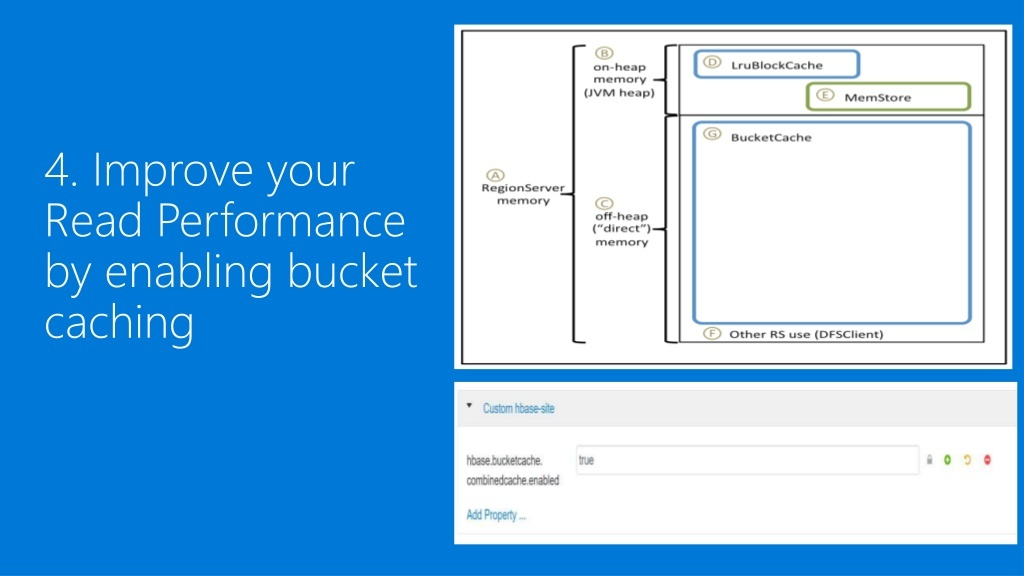 4. Improve your
Read Performance
by enabling bucket
caching
A
RegionServer
memory
B
on-heap
memory
(JVM heap)
D LruBlockCache
E MemStore
C
off-heap
("direct")
memory
G BucketCache
F Other RS use (DFSClient)
Custom hbase-site
hbase.bucketcache.
combinedcache.enabled
true
Add Property ...